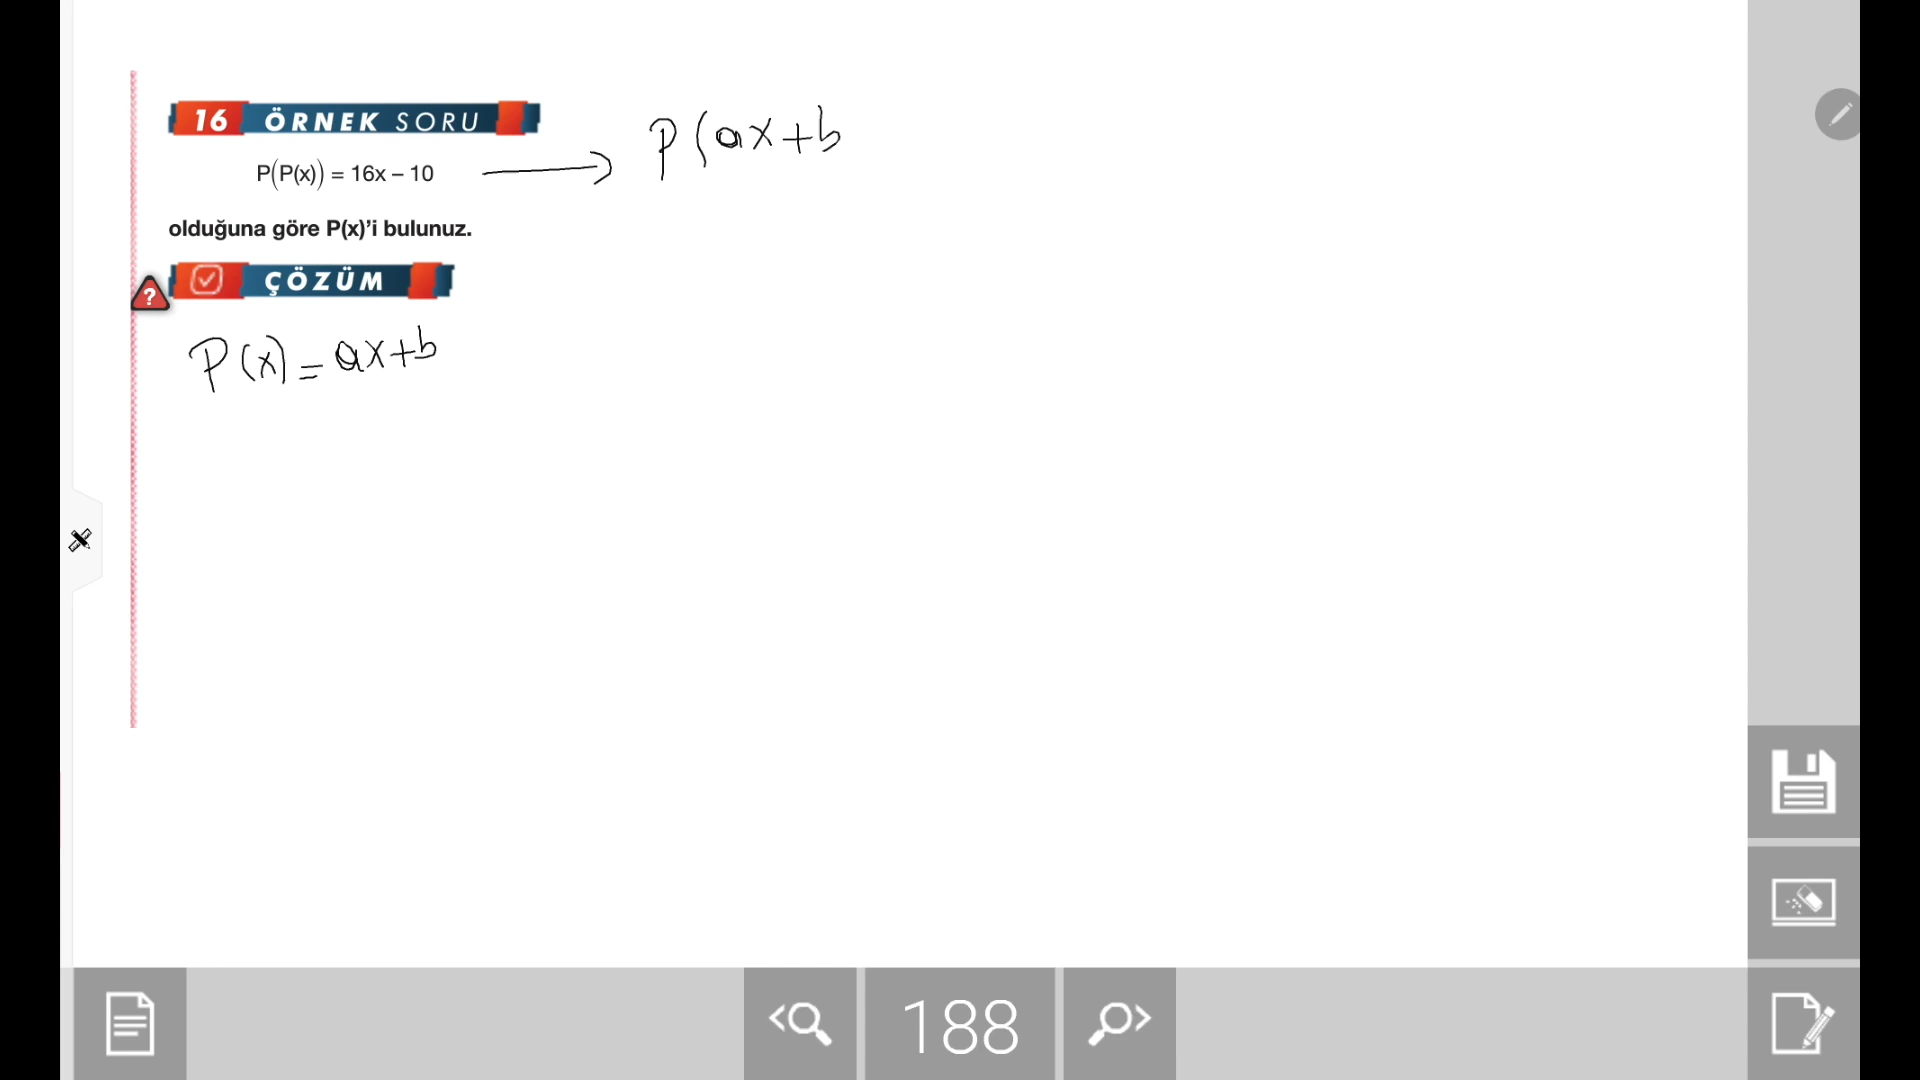 16 ÖRNEK SORU
P(P(x)) = 16x – 10 ⟶ P(ax+b
olduğuna göre P(x)'i bulunuz.
? ÇÖZÜM
P(x) = ax+b
188